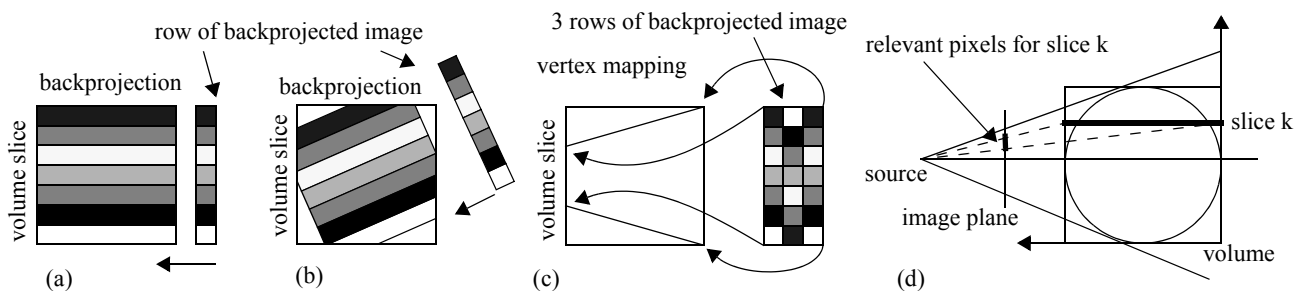 row of backprojected image
backprojection
volume slice
(a)
backprojection
volume slice
(b)
3 rows of backprojected image
vertex mapping
volume slice
(c)
relevant pixels for slice k
slice k
source
image plane
volume
(d)